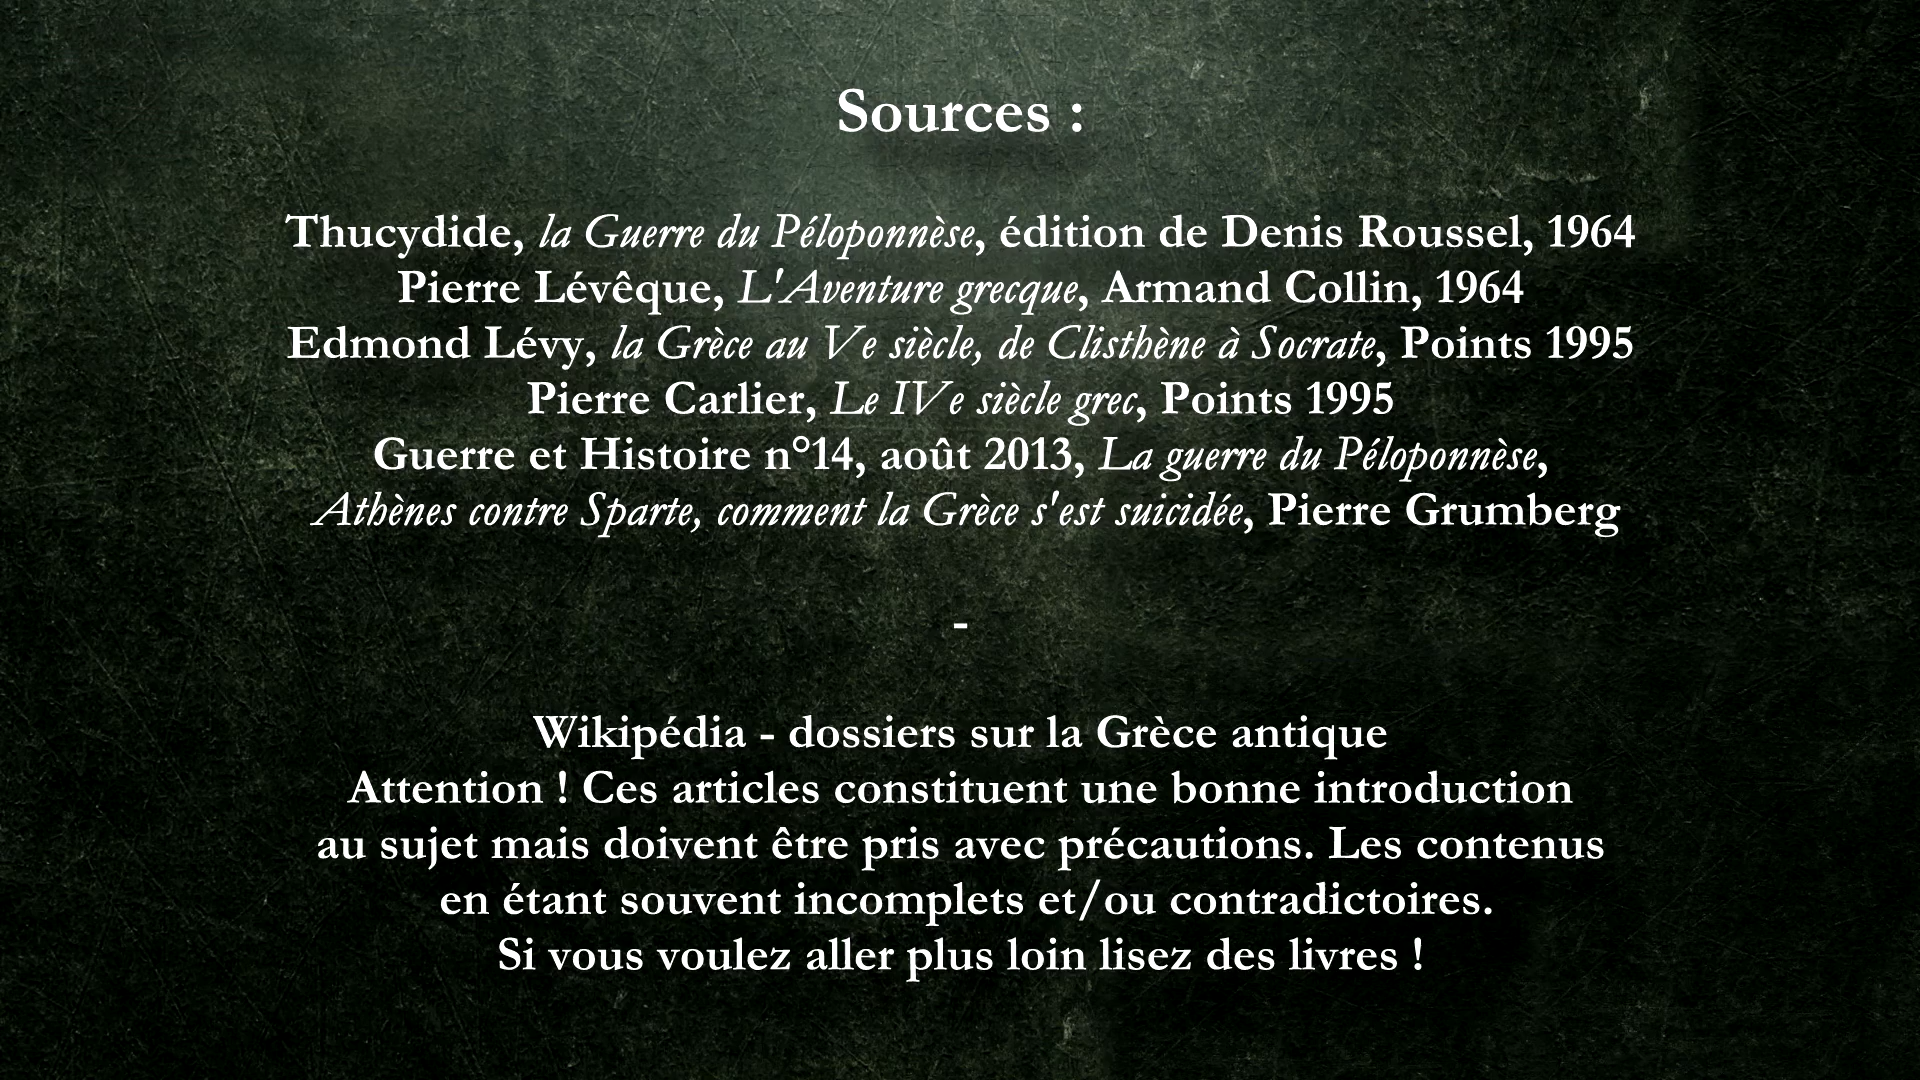 Sources :
Thucydide, la Guerre du Péloponnèse, édition de Denis Roussel, 1964
Pierre Lévêque, L'Aventure grecque, Armand Collin, 1964
Edmond Lévy, la Grèce au Ve siècle, de Clisthène à Socrate, Points 1995
Pierre Carlier, Le IVe siècle grec, Points 1995
Guerre et Histoire n°14, août 2013, La guerre du Péloponnèse,
Athènes contre Sparte, comment la Grèce s'est suicidée, Pierre Grumberg
-
Wikipédia - dossiers sur la Grèce antique
Attention ! Ces articles constituent une bonne introduction
au sujet mais doivent être pris avec précautions. Les contenus
en étant souvent incomplets et/ou contradictoires.
Si vous voulez aller plus loin lisez des livres !